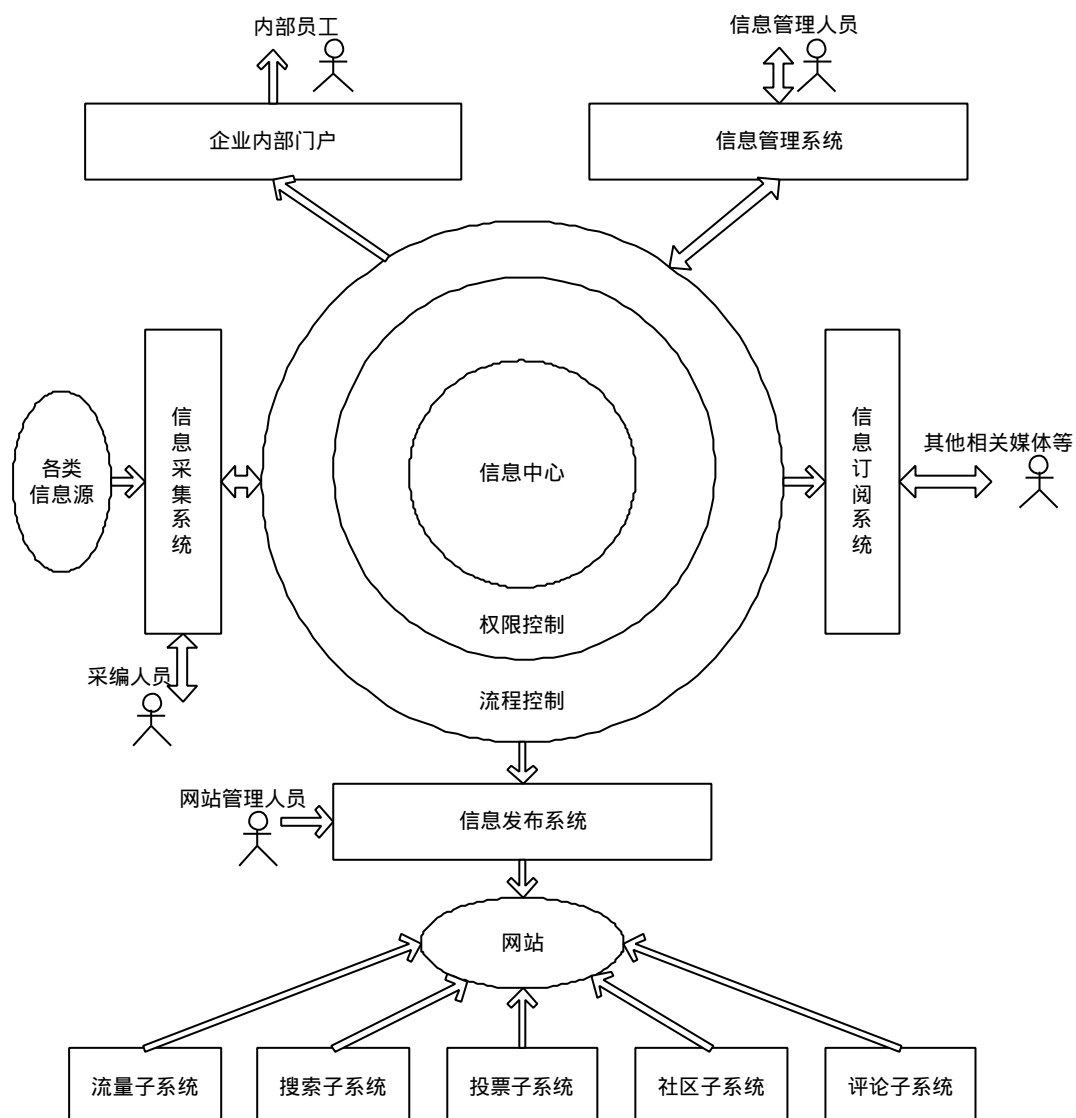 内部员工
信息管理人员
企业内部门户
信息管理系统
各类
信息源
信息采集系统
信息中心
信息订阅系统
其他相关媒体等
权限控制
采编人员
流程控制
网站管理人员
信息发布系统
网站
流量子系统
搜索子系统
投票子系统
社区子系统
评论子系统